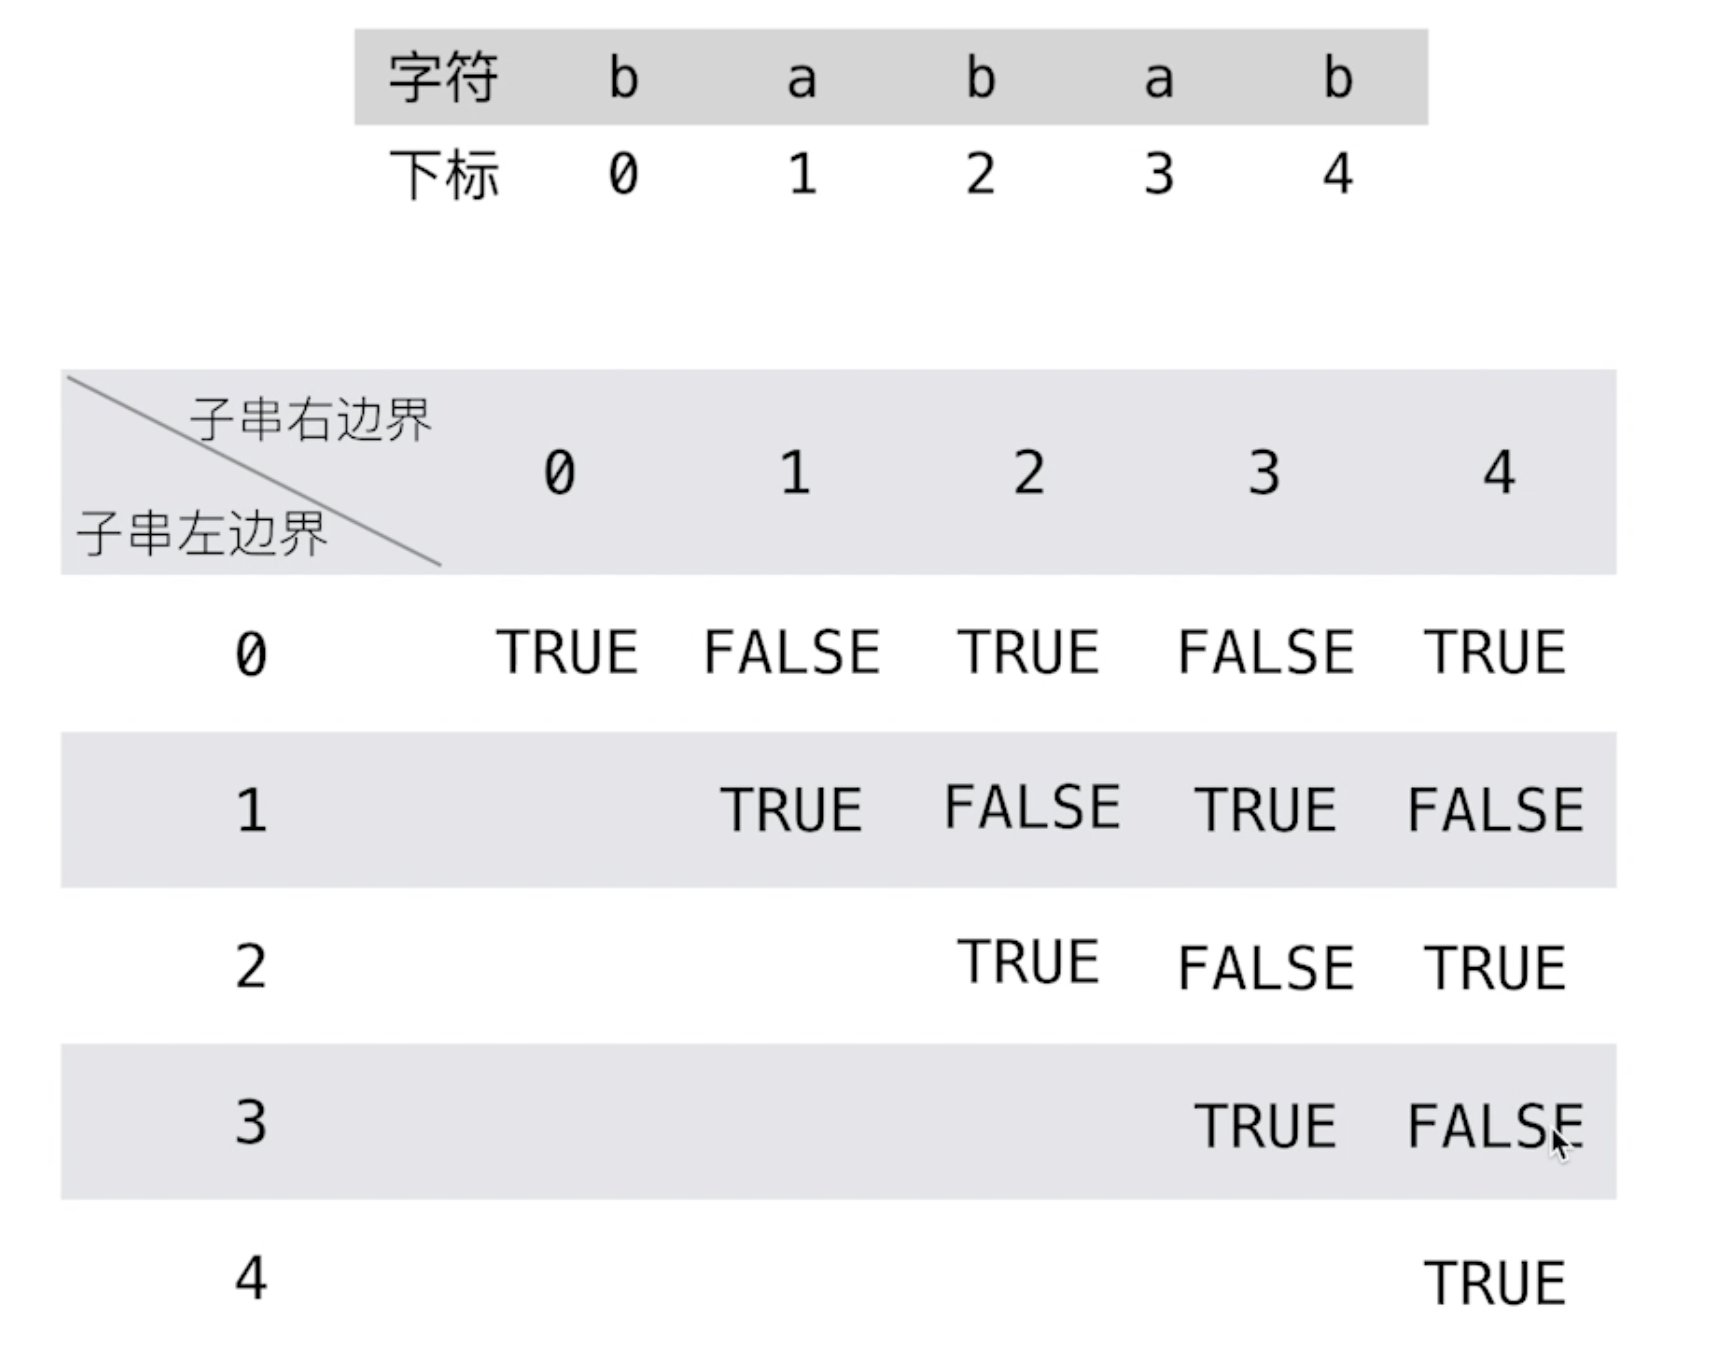 字符 b a b a b
下标 0 1 2 3 4
子串右边界
子串左边界
0 1 2 3 4
0 TRUE FALSE TRUE FALSE TRUE
1 TRUE FALSE TRUE FALSE
2 TRUE FALSE TRUE
3 TRUE FALSE
4 TRUE